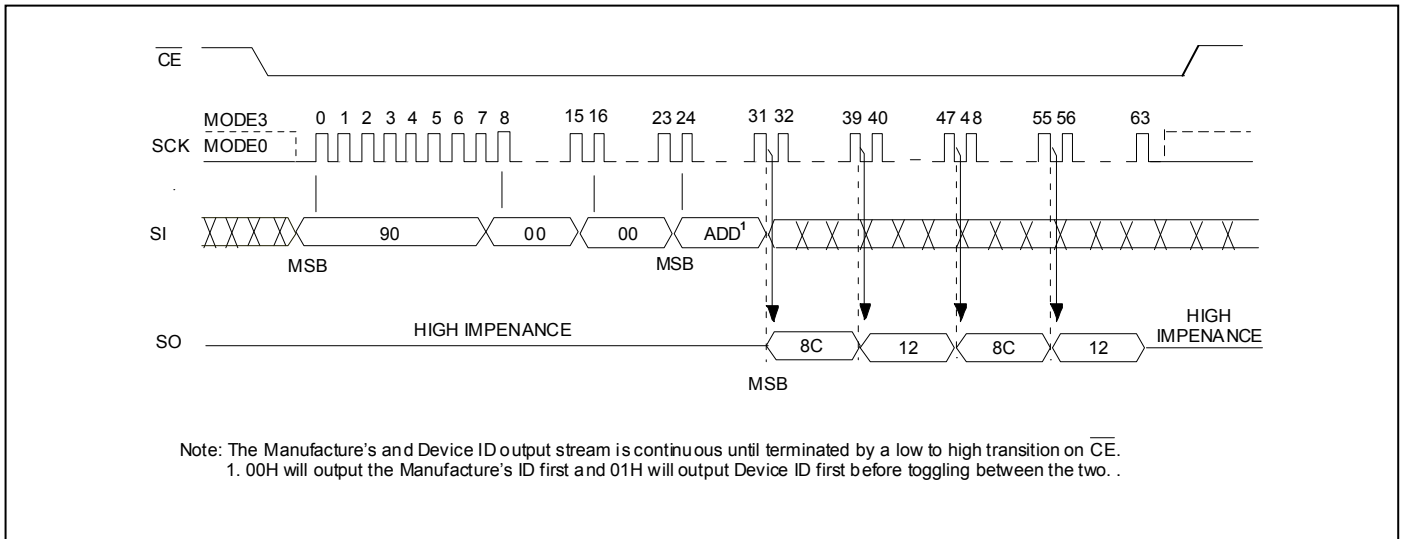 CE
MODE3 0 1 2 3 4 5 6 7 8 15 16 23 24 31 32 39 40 47 48 55 56 63
SCK MODE0
SI 90 00 00 ADD1
MSB MSB
SO HIGH IMPENANCE 8C 12 8C 12 HIGH IMPENANCE
MSB
Note: The Manufacture's and Device ID output stream is continuous until terminated by a low to high transition on CE.
1. 00H will output the Manufacture's ID first and 01H will output Device ID first before toggling between the two. .